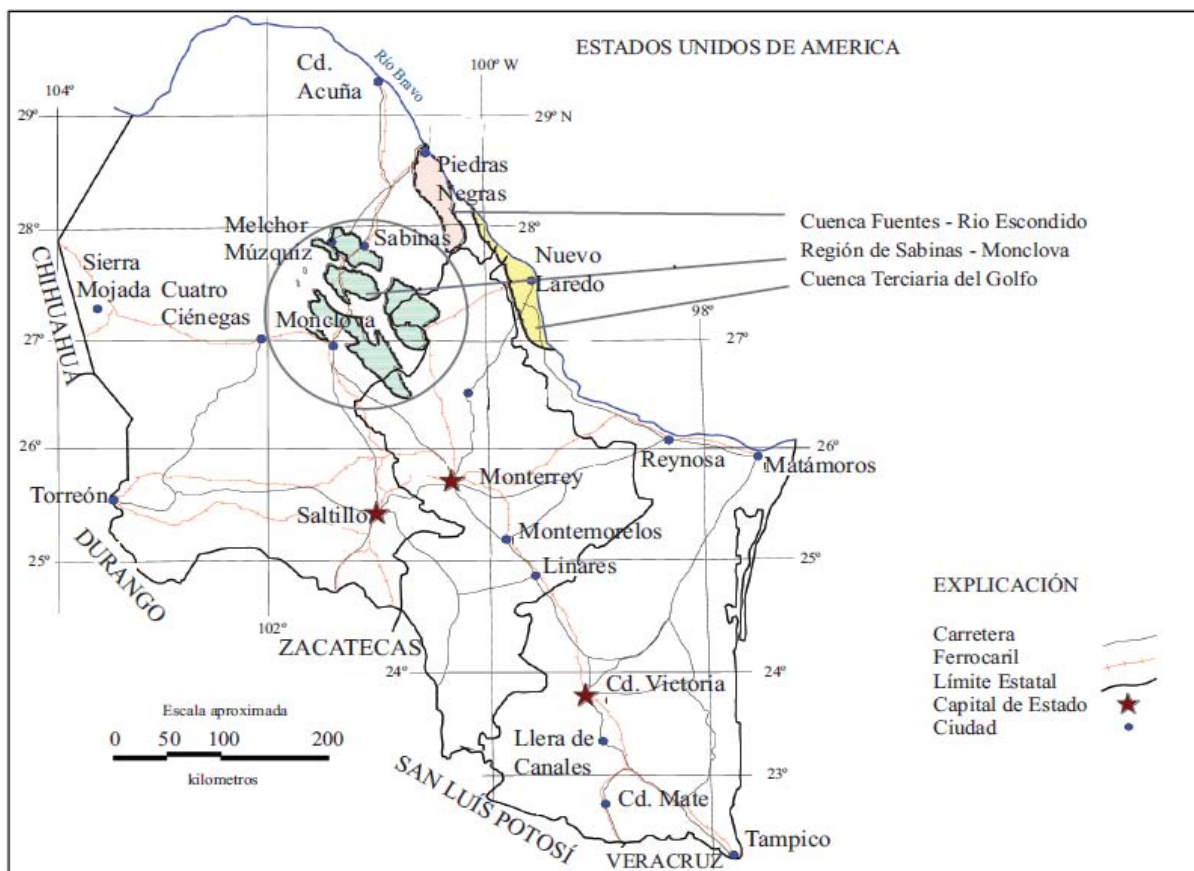 ESTADOS UNIDOS DE AMERICA
Río Bravo
100º W
Cd.
Acuña
104º
29º
29º N
Piedras
Negras
28º
28º
Melchor
Múzquiz
Sabinas
Cuenca Fuentes - Rio Escondido
Región de Sabinas - Monclova
Cuenca Terciaria del Golfo
Nuevo
Laredo
CHIHUAHUA
Sierra
Mojada
Cuatro
Ciénegas
0
1
Monclova
98º
27º
27º
26º
26º
Reynosa
Matámoros
Monterrey
Torreón
Saltillo
Montemorelos
25º
25º
Linares
DURANGO
102º
ZACATECAS
24º
24º
Cd. Victoria
EXPLICACIÓN
Carretera
Ferrocaril
Límite Estatal
Capital de Estado
Ciudad
Escala aproximada
0 50 100 200
kilometros
Llera de
Canales
23º
Cd. Mate
SAN LUÍS POTOSÍ
VERACRUZ
Tampico